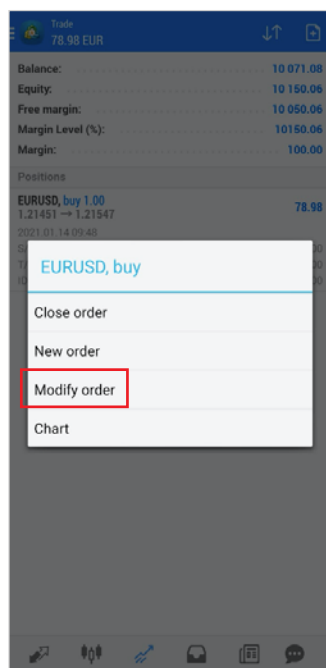 Trade
78.98 EUR
Balance: 10 071.08
Equity: 10 150.06
Free margin: 10 050.06
Margin Level (%): 10150.06
Margin: 100.00
Positions
EURUSD, buy 1.00
1.21451 → 1.21547 78.98
2021.01.14 09:48
EURUSD, buy
Close order
New order
Modify order
Chart